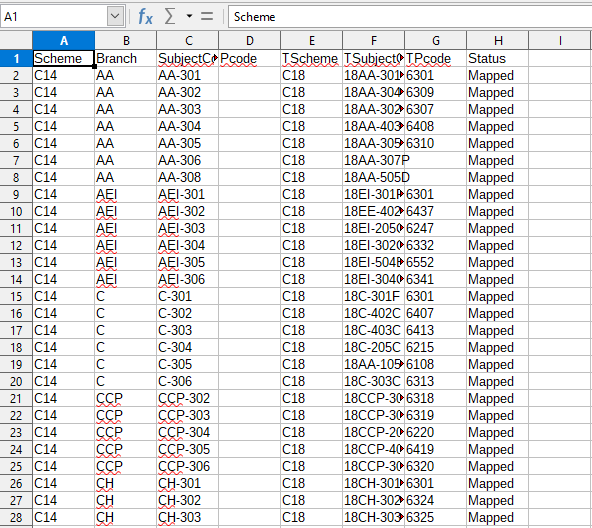 A1 fx Σ = Scheme
A B C D E F G H I
1 Scheme Branch SubjectCo Pcode TScheme TSubjectC TPcode Status
2 C14 AA AA-301 C18 18AA-301 6301 Mapped
3 C14 AA AA-302 C18 18AA-304 6309 Mapped
4 C14 AA AA-303 C18 18AA-302 6307 Mapped
5 C14 AA AA-304 C18 18AA-403 6408 Mapped
6 C14 AA AA-305 C18 18AA-305 6310 Mapped
7 C14 AA AA-306 C18 18AA-307P Mapped
8 C14 AA AA-308 C18 18AA-505D Mapped
9 C14 AEI AEI-301 C18 18EI-301F 6301 Mapped
10 C14 AEI AEI-302 C18 18EE-402 6437 Mapped
11 C14 AEI AEI-303 C18 18EI-205C 6247 Mapped
12 C14 AEI AEI-304 C18 18EI-302C 6332 Mapped
13 C14 AEI AEI-305 C18 18EI-504 6552 Mapped
14 C14 AEI AEI-306 C18 18EI-304C 6341 Mapped
15 C14 C C-301 C18 18C-301F 6301 Mapped
16 C14 C C-302 C18 18C-402C 6407 Mapped
17 C14 C C-303 C18 18C-403C 6413 Mapped
18 C14 C C-304 C18 18C-205C 6215 Mapped
19 C14 C C-305 C18 18AA-105 6108 Mapped
20 C14 C C-306 C18 18C-303C 6313 Mapped
21 C14 CCP CCP-302 C18 18CCP-30 6318 Mapped
22 C14 CCP CCP-303 C18 18CCP-30 6319 Mapped
23 C14 CCP CCP-304 C18 18CCP-20 6220 Mapped
24 C14 CCP CCP-305 C18 18CCP-40 6419 Mapped
25 C14 CCP CCP-306 C18 18CCP-30 6320 Mapped
26 C14 CH CH-301 C18 18CH-301 6301 Mapped
27 C14 CH CH-302 C18 18CH-302 6324 Mapped
28 C14 CH CH-303 C18 18CH-303 6325 Mapped